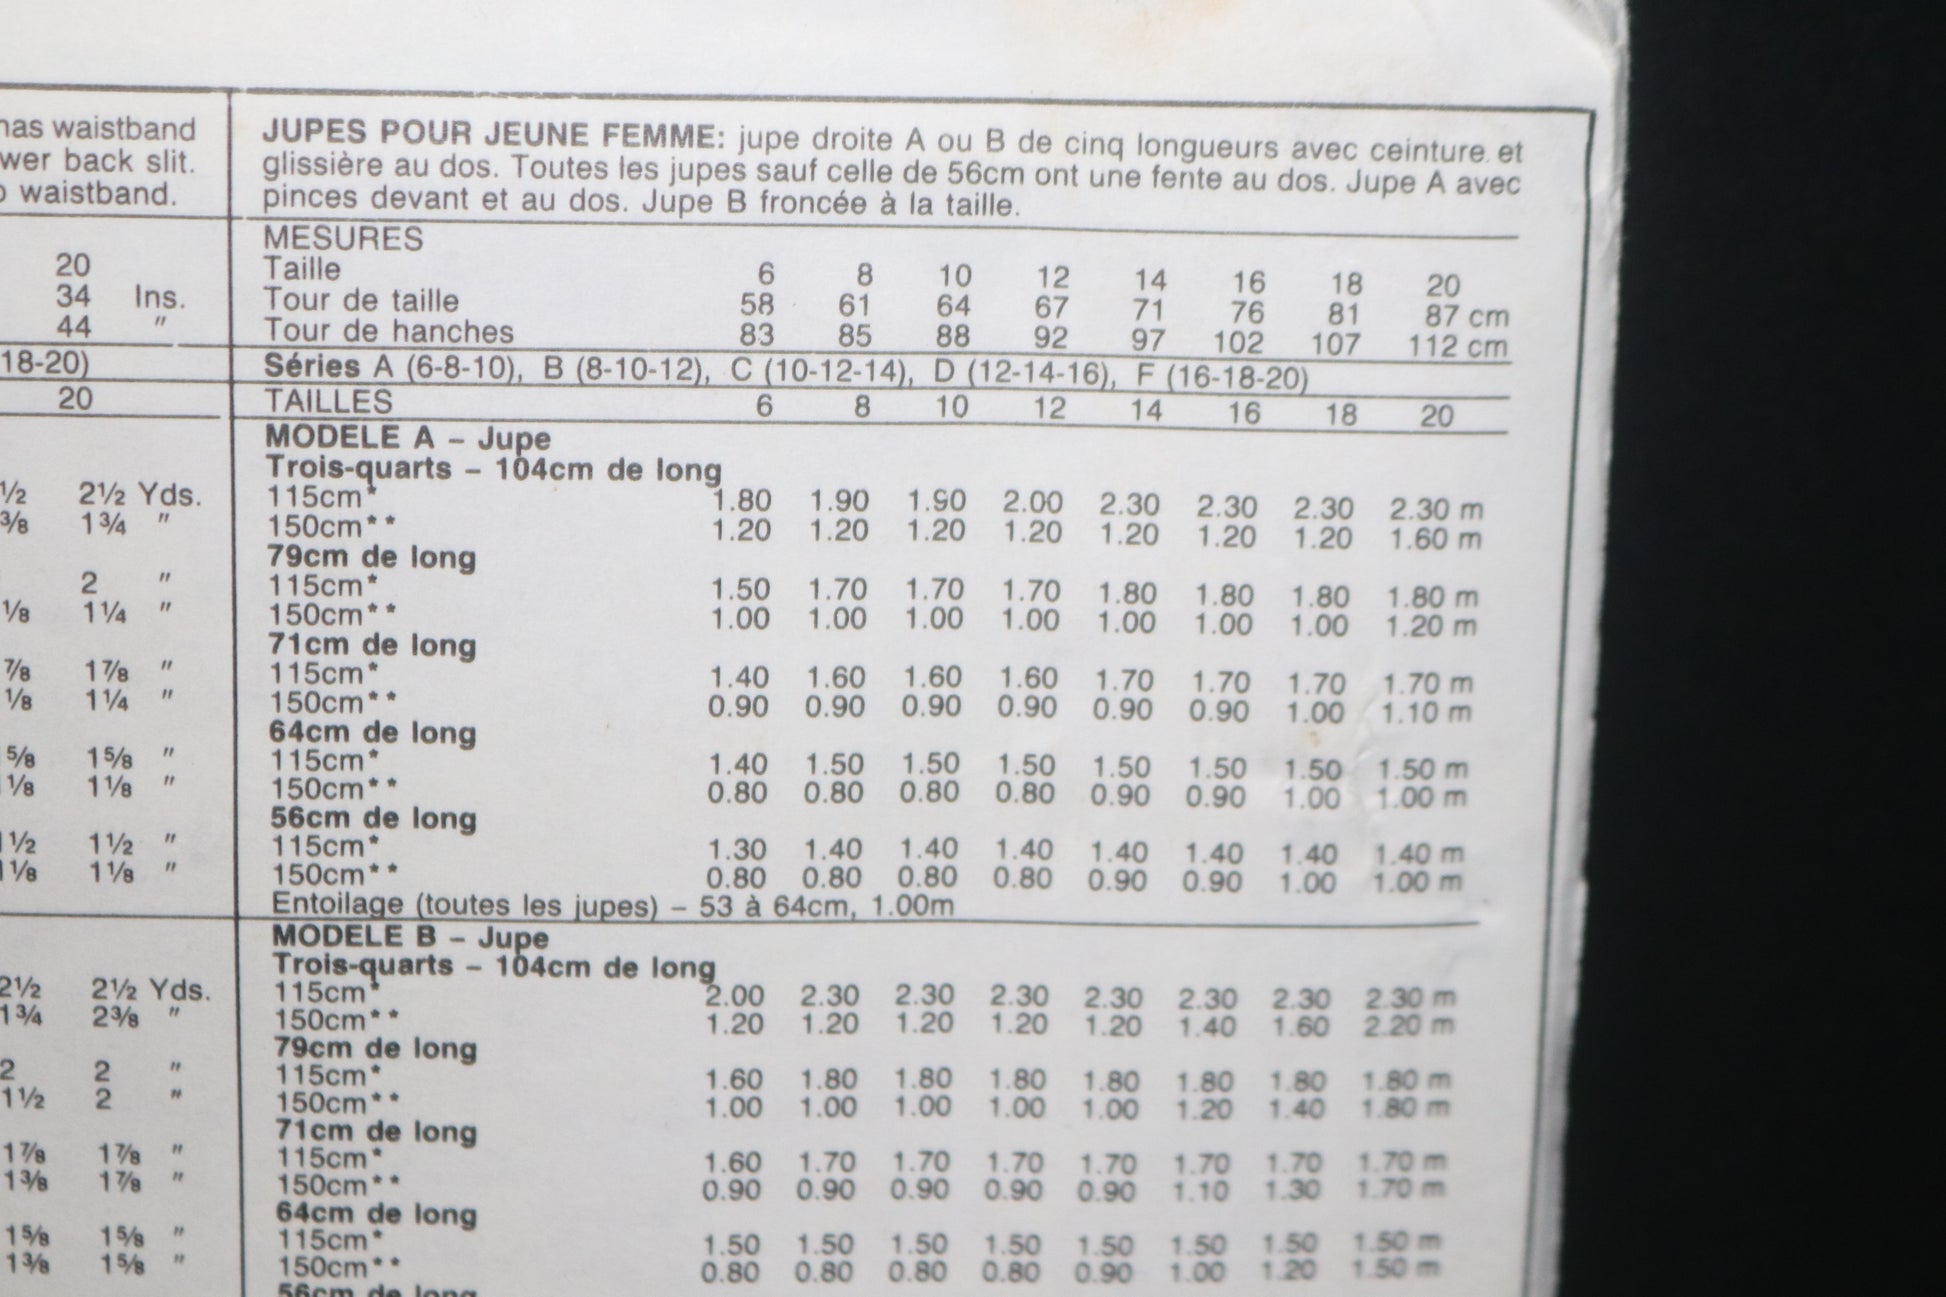 has waistband
wer back slit.
waistband.
20
34 Ins.
44 "
18-20)
20
1/2 2½ Yds.
3/8 1¾ "
2 "
1/8 1¼ "
7/8 1⅞ "
1/8 1¼ "
5/8 1⅝ "
1/8 1⅛ "
1/2 1½ "
1⅛ 1⅛ "
2½ 2½ Yds.
1¾ 2⅜ "
2 2 "
1½ 2 "
1⅞ 1⅞ "
1⅜ 1⅞ "
1⅝ 1⅝ "
1⅜ 1⅝ "
JUPES POUR JEUNE FEMME: jupe droite A ou B de cinq longueurs avec ceinture et
glissière au dos. Toutes les jupes sauf celle de 56cm ont une fente au dos. Jupe A avec
pinces devant et au dos. Jupe B froncée à la taille.
MESURES
Taille 6 8 10 12 14 16 18 20
Tour de taille 58 61 64 67 71 76 81 87 cm
Tour de hanches 83 85 88 92 97 102 107 112 cm
Séries A (6-8-10), B (8-10-12), C (10-12-14), D (12-14-16), F (16-18-20)
TAILLES 6 8 10 12 14 16 18 20
MODELE A – Jupe
Trois-quarts – 104cm de long
115cm* 1.80 1.90 1.90 2.00 2.30 2.30 2.30 2.30 m
150cm** 1.20 1.20 1.20 1.20 1.20 1.20 1.20 1.60 m
79cm de long
115cm* 1.50 1.70 1.70 1.70 1.80 1.80 1.80 1.80 m
150cm** 1.00 1.00 1.00 1.00 1.00 1.00 1.00 1.20 m
71cm de long
115cm* 1.40 1.60 1.60 1.60 1.70 1.70 1.70 1.70 m
150cm** 0.90 0.90 0.90 0.90 0.90 0.90 1.00 1.10 m
64cm de long
115cm* 1.40 1.50 1.50 1.50 1.50 1.50 1.50 1.50 m
150cm** 0.80 0.80 0.80 0.80 0.90 0.90 1.00 1.00 m
56cm de long
115cm* 1.30 1.40 1.40 1.40 1.40 1.40 1.40 1.40 m
150cm** 0.80 0.80 0.80 0.80 0.90 0.90 1.00 1.00 m
Entoilage (toutes les jupes) – 53 à 64cm, 1.00m
MODELE B – Jupe
Trois-quarts – 104cm de long
115cm* 2.00 2.30 2.30 2.30 2.30 2.30 2.30 2.30 m
150cm** 1.20 1.20 1.20 1.20 1.20 1.40 1.60 2.20 m
79cm de long
115cm* 1.60 1.80 1.80 1.80 1.80 1.80 1.80 1.80 m
150cm** 1.00 1.00 1.00 1.00 1.00 1.20 1.40 1.80 m
71cm de long
115cm* 1.60 1.70 1.70 1.70 1.70 1.70 1.70 1.70 m
150cm** 0.90 0.90 0.90 0.90 0.90 1.10 1.30 1.70 m
64cm de long
115cm* 1.50 1.50 1.50 1.50 1.50 1.50 1.50 1.50 m
150cm** 0.80 0.80 0.80 0.80 0.90 1.00 1.20 1.50 m
56cm de long